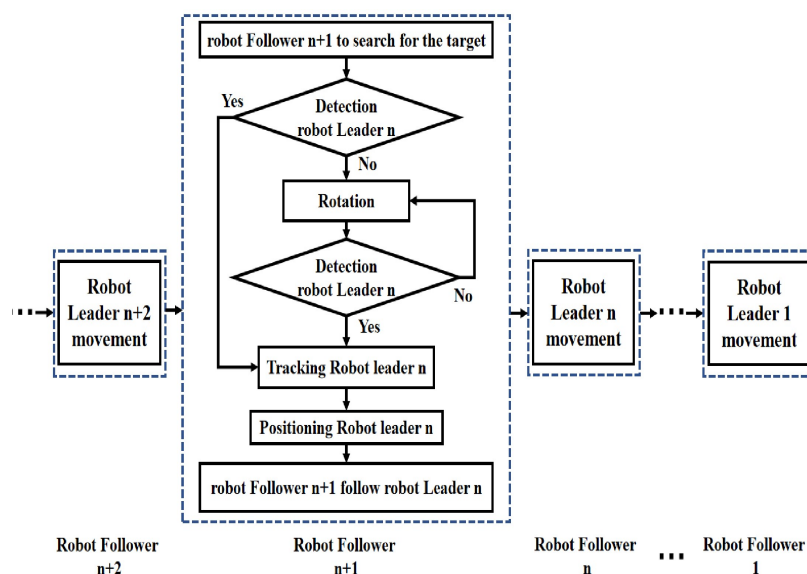 robot Follower n+1 to search for the target
Yes
Detection
robot Leader n
No
Rotation
Detection
robot Leader n
No
Yes
Tracking Robot leader n
Positioning Robot leader n
robot Follower n+1 follow robot Leader n
Robot
Leader n+2
movement
Robot
Leader n
movement
Robot
Leader 1
movement
Robot Follower
n+2
Robot Follower
n+1
Robot Follower
n
Robot Follower
1